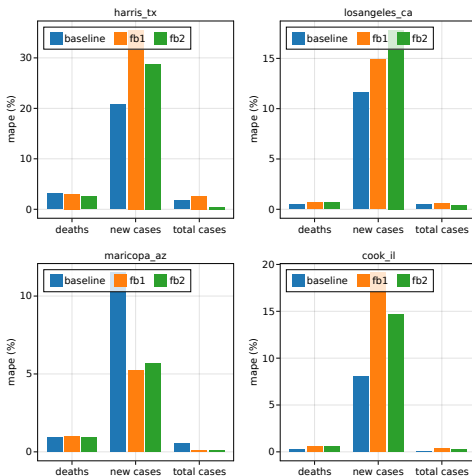 harris_tx
baseline fb1 fb2
30
20
10
0
mape (%)
deaths new cases total cases
losangeles_ca
baseline fb1 fb2
15
10
5
0
mape (%)
deaths new cases total cases
maricopa_az
baseline fb1 fb2
10
5
0
mape (%)
deaths new cases total cases
cook_il
20
baseline fb1 fb2
15
10
5
0
mape (%)
deaths new cases total cases